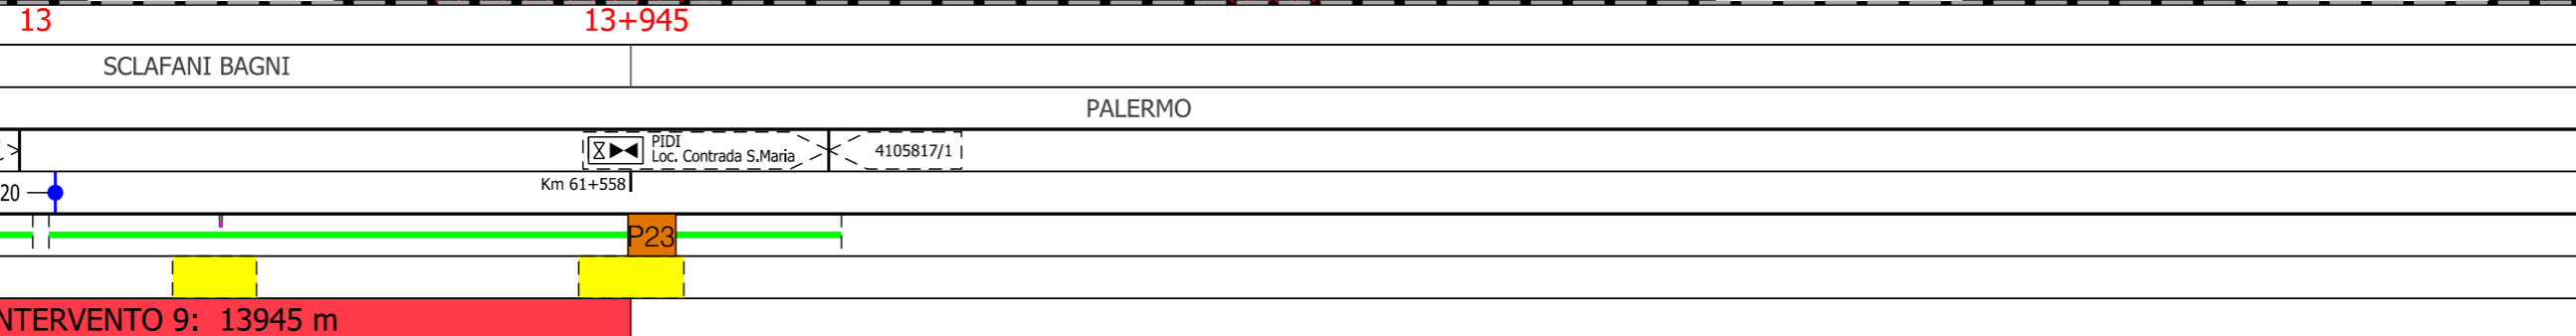 13 13+945
SCLAFANI BAGNI
PALERMO
PIDI
Loc. Contrada S.Maria
4105817/1
20
Km 61+558
P23
NTERVENTO 9: 13945 m